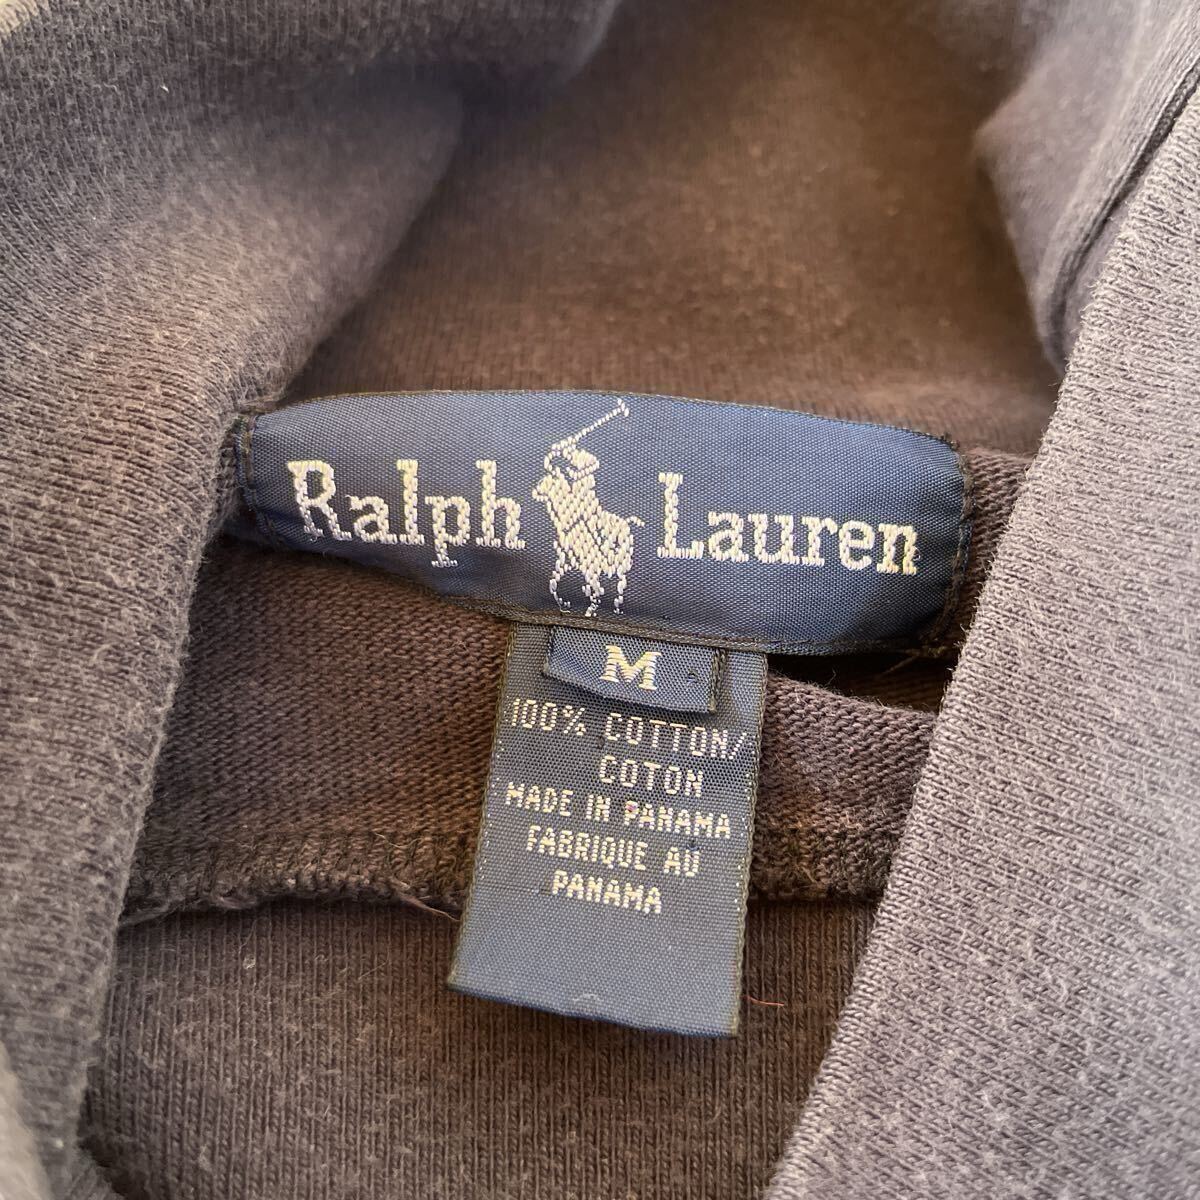 Ralph Lauren
M
100% COTTON/
COTON
MADE IN PANAMA
FABRIQUE AU
PANAMA